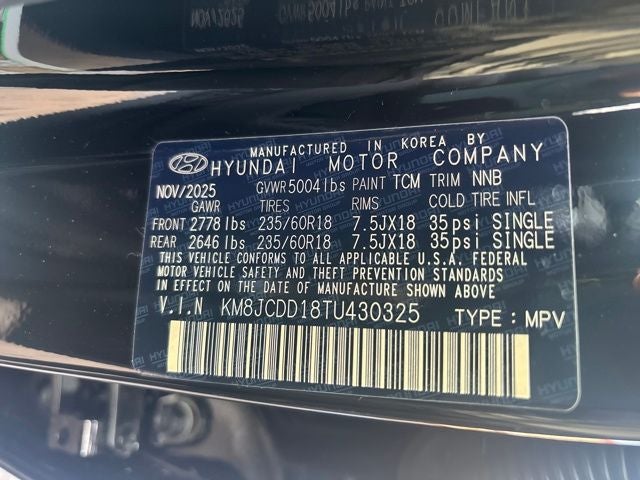 MANUFACTURED IN KOREA BY
HYUNDAI MOTOR COMPANY
NOV/2025 GVWR 5004 lbs PAINT TCM TRIM NNB
GAWR TIRES RIMS COLD TIRE INFL
FRONT 2778 lbs 235/60R18 7.5JX18 35 psi SINGLE
REAR 2646 lbs 235/60R18 7.5JX18 35 psi SINGLE
THIS VEHICLE CONFORMS TO ALL APPLICABLE U.S.A. FEDERAL
MOTOR VEHICLE SAFETY AND THEFT PREVENTION STANDARDS
IN EFFECT ON THE DATE OF MANUFACTURE SHOWN ABOVE
V.I.N KM8JCDD18TU430325 TYPE : MPV